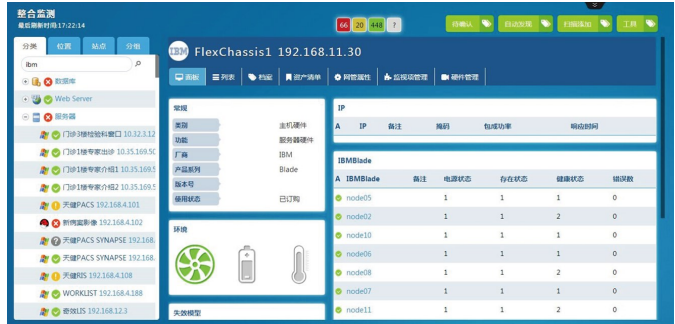 整合监测
最后刷新时间:17:22:14
66 20 448 ?
待确认 自动发现 扫描添加 工具
分类 位置 站点 分组
ibm
数据库
Web Server
服务器
门诊3楼检验科窗口 10.32.3.12
门诊1楼专家出诊 10.35.169.50
门诊1楼专家介绍1 10.35.169.5
门诊1楼专家介绍2 10.35.169.5
天健PACS 192.168.4.101
新病案影像 192.168.4.102
天健PACS SYNAPSE 192.168.
天健PACS SYNAPSE 192.168.
天健RIS 192.168.4.108
WORKLIST 192.168.4.188
杏和LIS 192.168.12.3
IBM FlexChassis1 192.168.11.30
面板 列表 档案 资产清单 网管属性 监视项管理 硬件管理
常规
类别 主机硬件
功能 服务器硬件
厂商 IBM
产品系列 Blade
版本号
使用状态 已订购
环境
失效模型
IP
A IP 备注 掩码 包成功率 响应时间
IBMBlade
A IBMBlade 备注 电源状态 存在状态 健康状态 错误数
node05 1 1 1 0
node02 1 1 2 0
node10 1 1 1 0
node06 1 1 1 0
node08 1 1 2 0
node07 1 1 1 0
node11 1 1 2 0